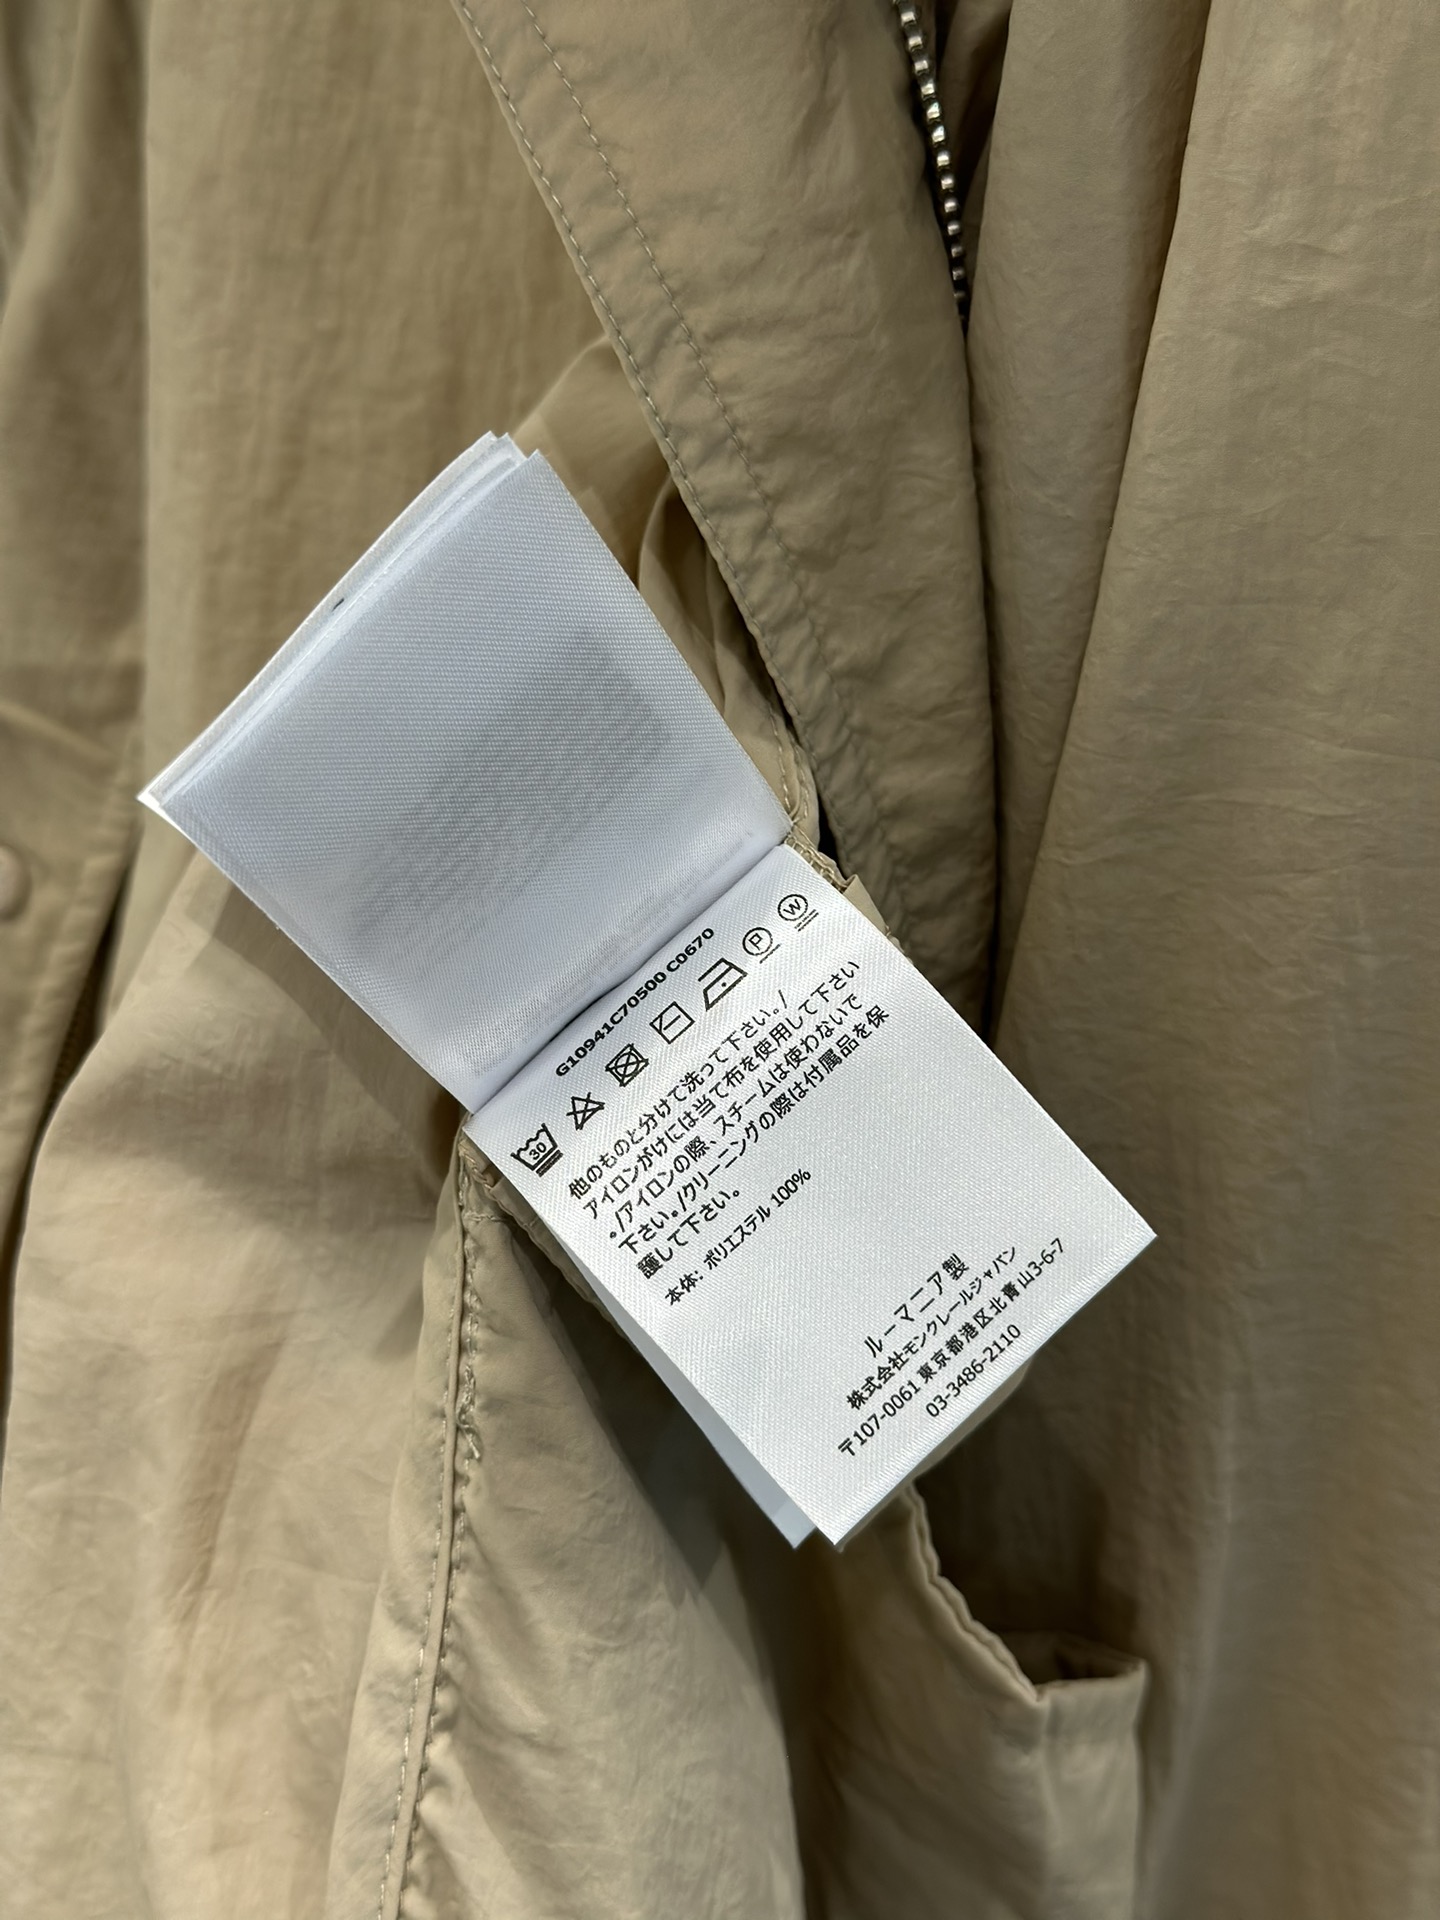 G10941C70500 C0670
30
P
W
他のものと分けて洗って下さい。/
アイロンがけには当て布を使用して下さい
。/アイロンの際、スチームは使わないで
下さい。/クリーニングの際は付属品を保
護して下さい。
本体: ポリエステル 100%
ルーマニア製
株式会社モンクレールジャパン
〒107-0061 東京都港区北青山3-6-7
03-3486-2110